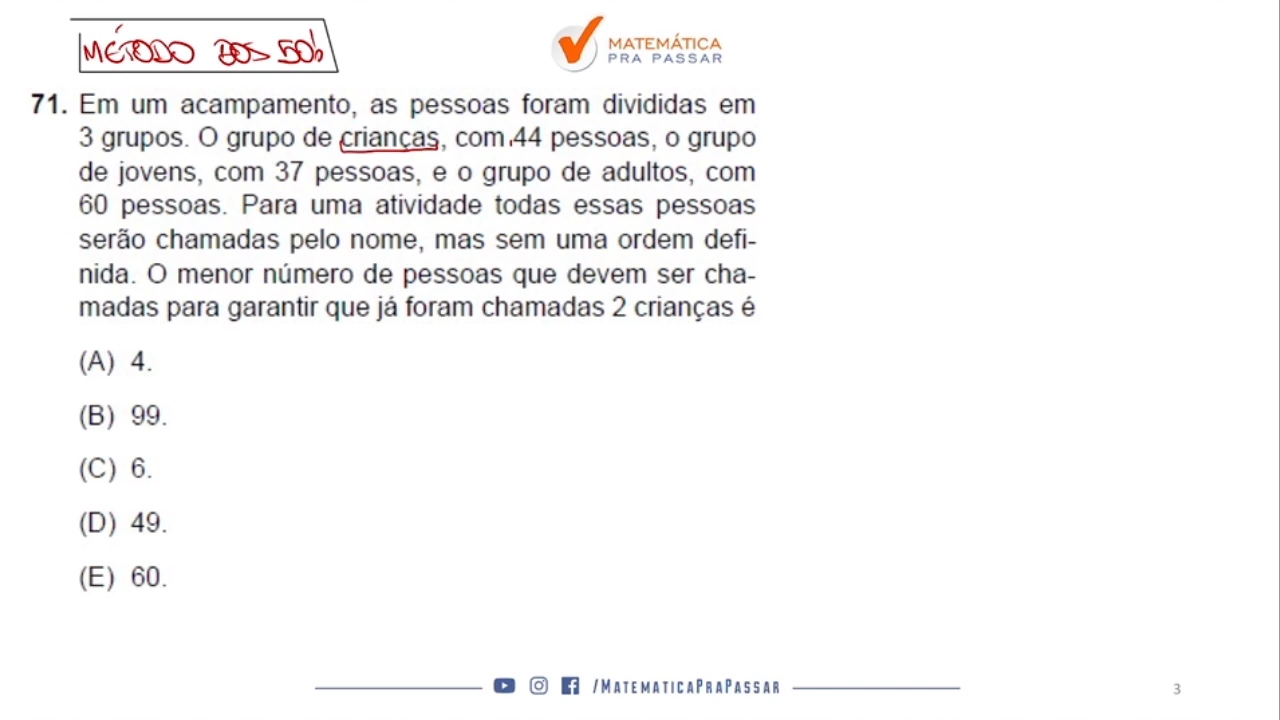 MÉTODO DOS 50%
MATEMÁTICA
PRA PASSAR
71. Em um acampamento, as pessoas foram divididas em
3 grupos. O grupo de crianças, com 44 pessoas, o grupo
de jovens, com 37 pessoas, e o grupo de adultos, com
60 pessoas. Para uma atividade todas essas pessoas
serão chamadas pelo nome, mas sem uma ordem defi-
nida. O menor número de pessoas que devem ser cha-
madas para garantir que já foram chamadas 2 crianças é
(A) 4.
(B) 99.
(C) 6.
(D) 49.
(E) 60.
/MATEMATICAPRAPASSAR
3